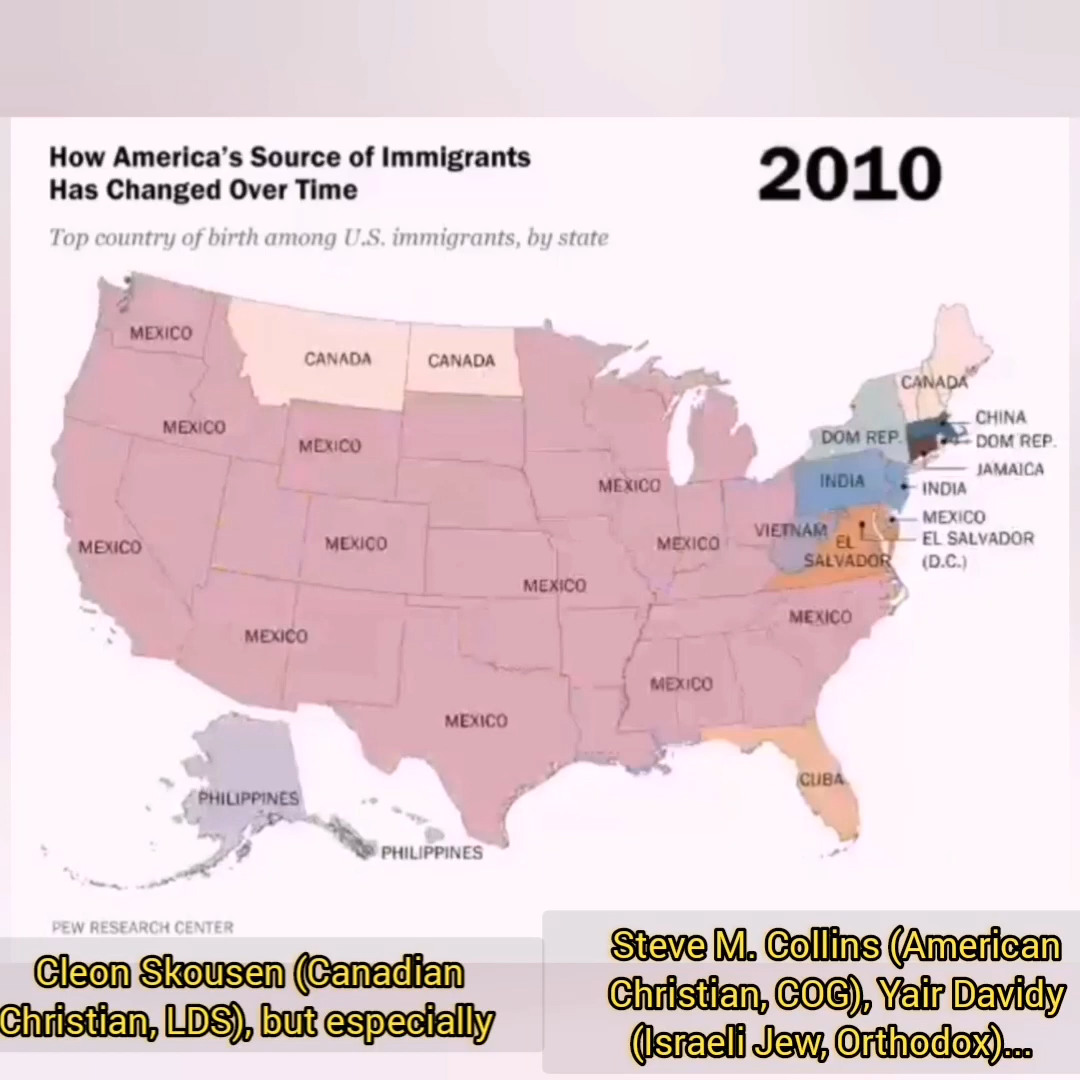 How America's Source of Immigrants
Has Changed Over Time
2010
Top country of birth among U.S. immigrants, by state
MEXICO
CANADA
CANADA
CANADA
MEXICO
MEXICO
DOM REP.
CHINA
DOM REP.
JAMAICA
MEXICO
INDIA
INDIA
MEXICO
MEXICO
MEXICO
VIETNAM
EL
SALVADOR
MEXICO
EL SALVADOR
(D.C.)
MEXICO
MEXICO
MEXICO
MEXICO
MEXICO
CUBA
PHILIPPINES
PHILIPPINES
PEW RESEARCH CENTER
Cleon Skousen (Canadian
Christian, LDS), but especially
Steve M. Collins (American
Christian, COG), Yair Davidy
(Israeli Jew, Orthodox)...